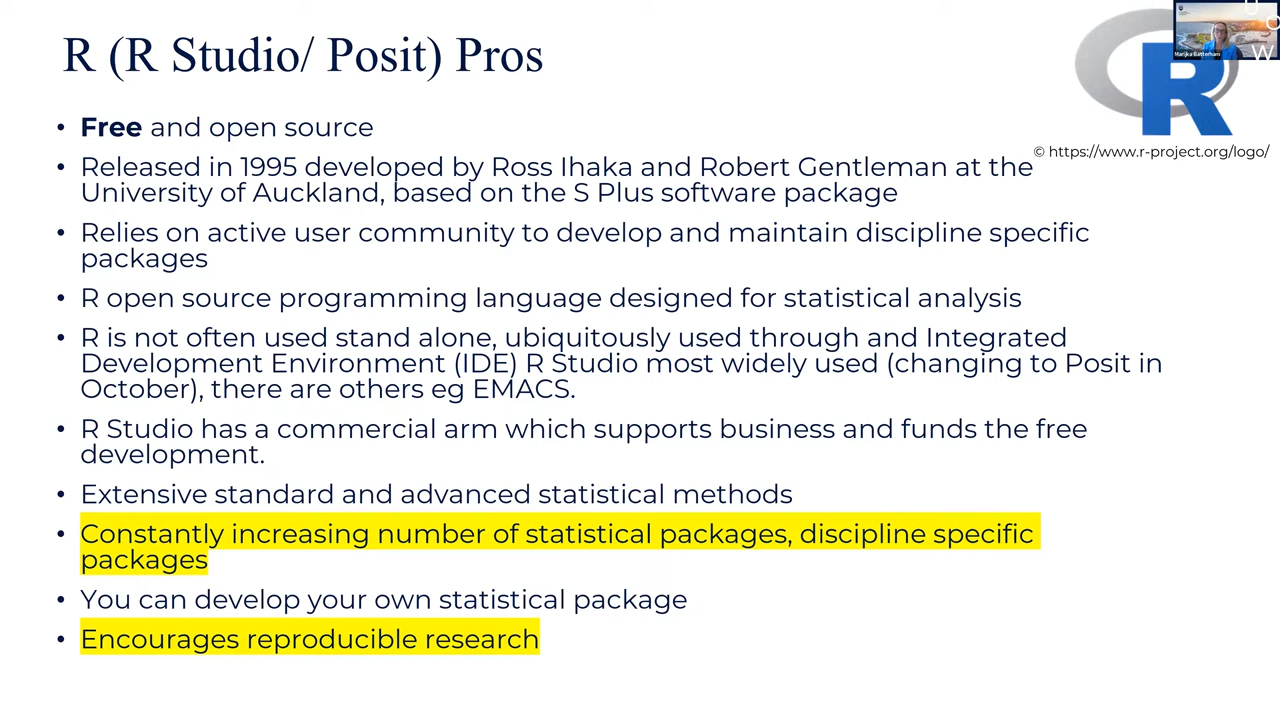 R (R Studio/ Posit) Pros
R
Marijka Batterham
U
O
W
© https://www.r-project.org/logo/
• Free and open source
• Released in 1995 developed by Ross Ihaka and Robert Gentleman at the
University of Auckland, based on the S Plus software package
• Relies on active user community to develop and maintain discipline specific
packages
• R open source programming language designed for statistical analysis
• R is not often used stand alone, ubiquitously used through and Integrated
Development Environment (IDE) R Studio most widely used (changing to Posit in
October), there are others eg EMACS.
• R Studio has a commercial arm which supports business and funds the free
development.
• Extensive standard and advanced statistical methods
• Constantly increasing number of statistical packages, discipline specific
packages
• You can develop your own statistical package
• Encourages reproducible research